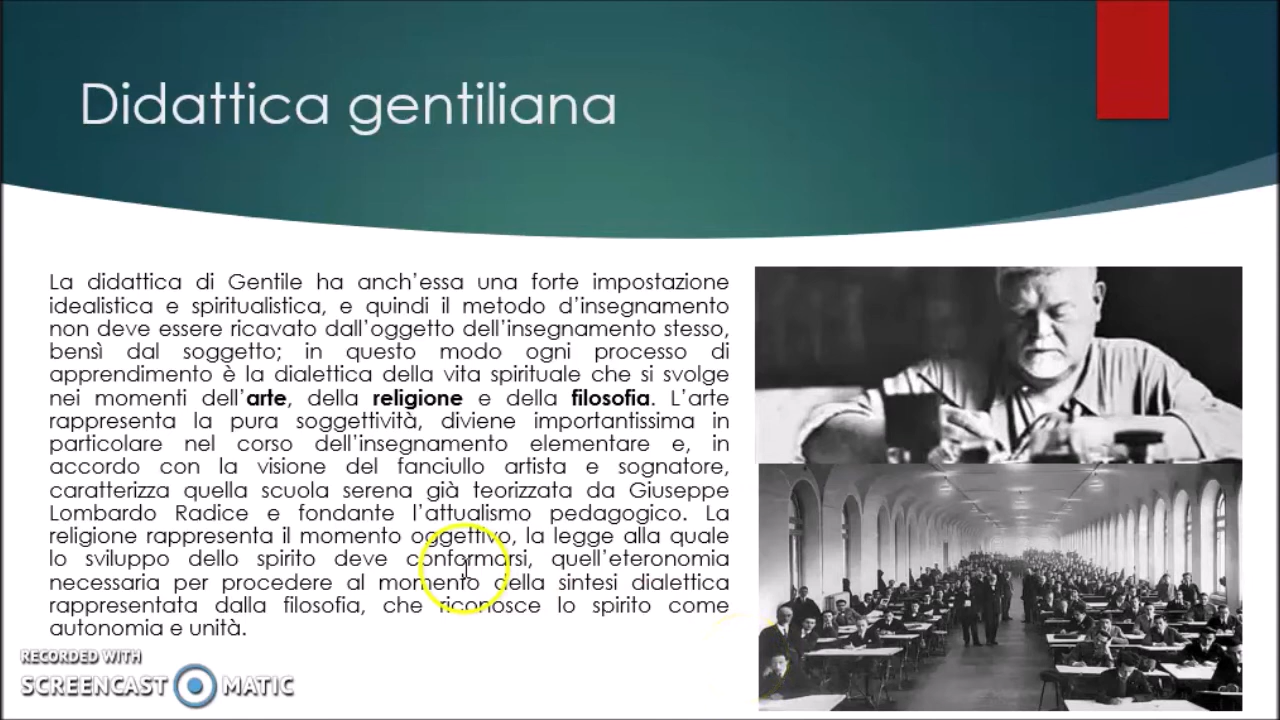 Didattica gentiliana
La didattica di Gentile ha anch'essa una forte impostazione
idealistica e spiritualistica, e quindi il metodo d'insegnamento
non deve essere ricavato dall'oggetto dell'insegnamento stesso,
bensì dal soggetto; in questo modo ogni processo di
apprendimento è la dialettica della vita spirituale che si svolge
nei momenti dell'arte, della religione e della filosofia. L'arte
rappresenta la pura soggettività, diviene importantissima in
particolare nel corso dell'insegnamento elementare e, in
accordo con la visione del fanciullo artista e sognatore,
caratterizza quella scuola serena già teorizzata da Giuseppe
Lombardo Radice e fondante l'attualismo pedagogico. La
religione rappresenta il momento oggettivo, la legge alla quale
lo sviluppo dello spirito deve conformarsi, quell'eteronomia
necessaria per procedere al momento della sintesi dialettica
rappresentata dalla filosofia, che riconosce lo spirito come
autonomia e unità.
RECORDED WITH
SCREENCAST MATIC